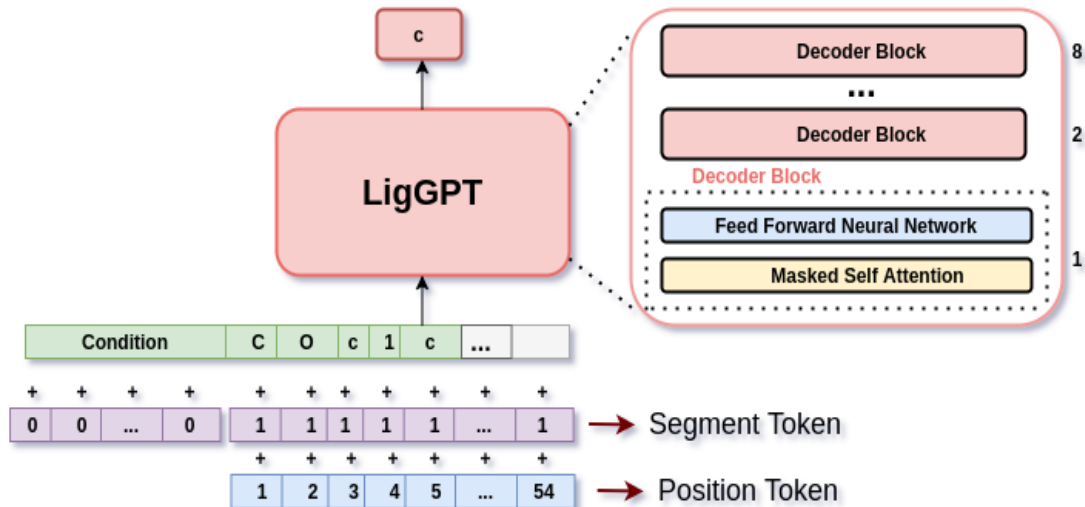 c
LigGPT
Decoder Block 8
...
Decoder Block 2
Decoder Block
Feed Forward Neural Network
Masked Self Attention
1
Condition C O c 1 c ...
+ + + + + + + + + + +
0 0 ... 0 1 1 1 1 1 ... 1 Segment Token
+ + + + + + +
1 2 3 4 5 ... 54 Position Token